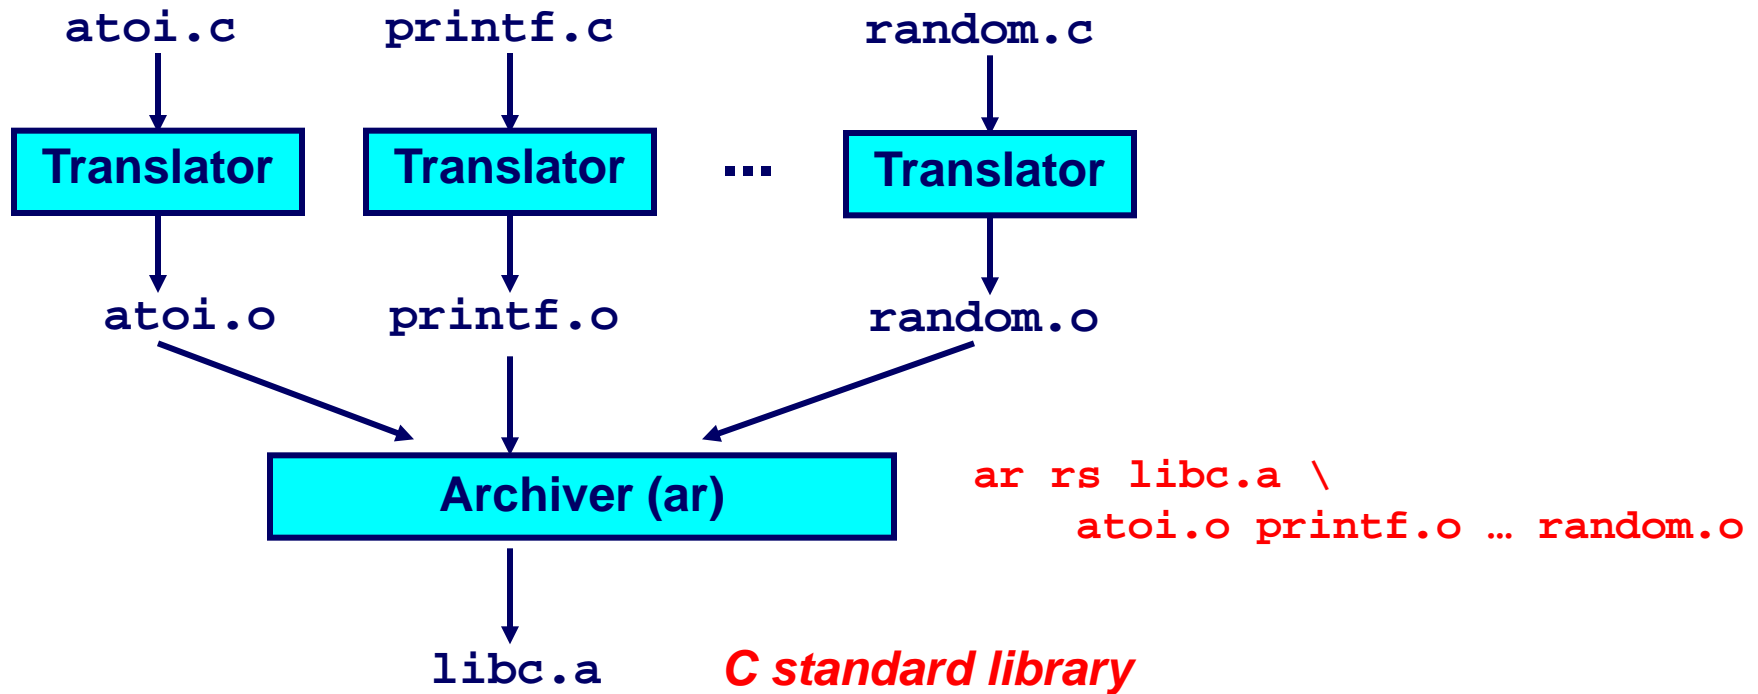 atoi.c printf.c random.c
Translator Translator ... Translator
atoi.o printf.o random.o
Archiver (ar)
ar rs libc.a \
atoi.o printf.o … random.o
libc.a C standard library